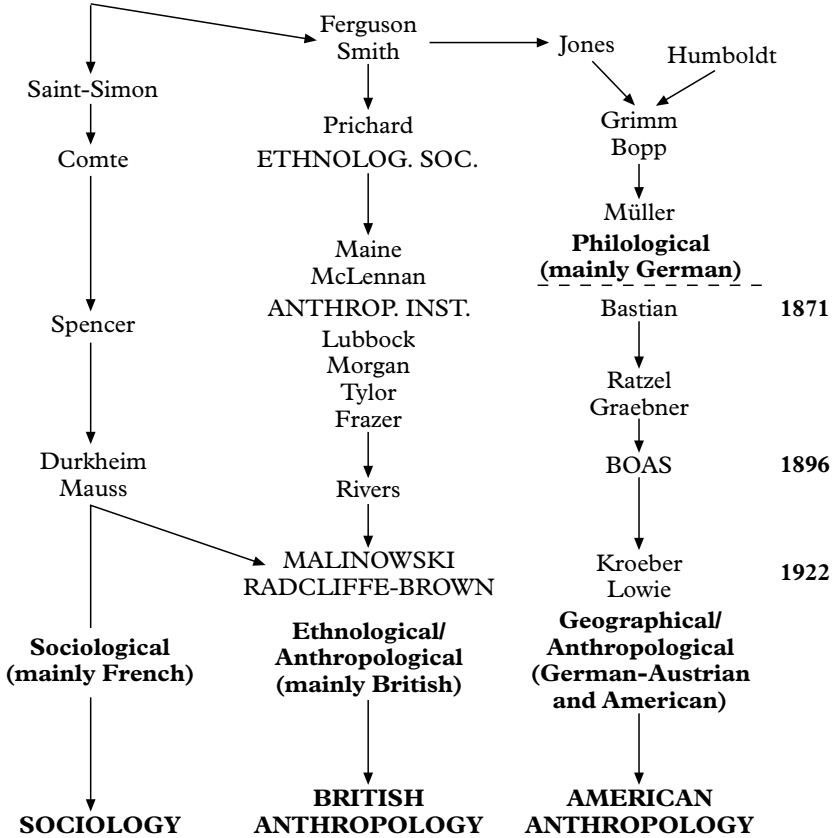 Ferguson
Smith
Jones
Humboldt
Saint-Simon
Comte
Prichard
ETHNOLOG. SOC.
Grimm
Bopp
Müller
Philological
(mainly German)
Maine
McLennan
ANTHROP. INST.
Lubbock
Morgan
Tylor
Frazer
Spencer
Bastian
1871
Ratzel
Graebner
Durkheim
Mauss
Rivers
BOAS
1896
MALINOWSKI
RADCLIFFE-BROWN
Kroeber
Lowie
1922
Sociological
(mainly French)
Ethnological/
Anthropological
(mainly British)
Geographical/
Anthropological
(German-Austrian
and American)
SOCIOLOGY
BRITISH
ANTHROPOLOGY
AMERICAN
ANTHROPOLOGY